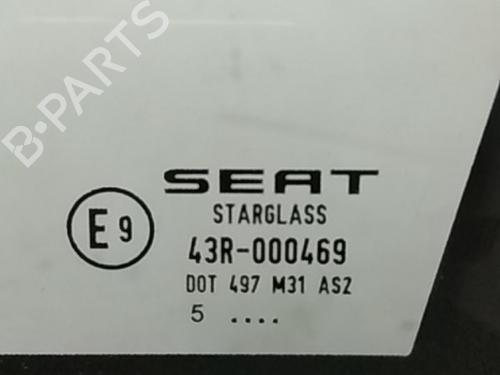 B-PARTS
SEAT
STARGLASS
E9
43R-000469
DOT 497 M31 AS2
5 ....